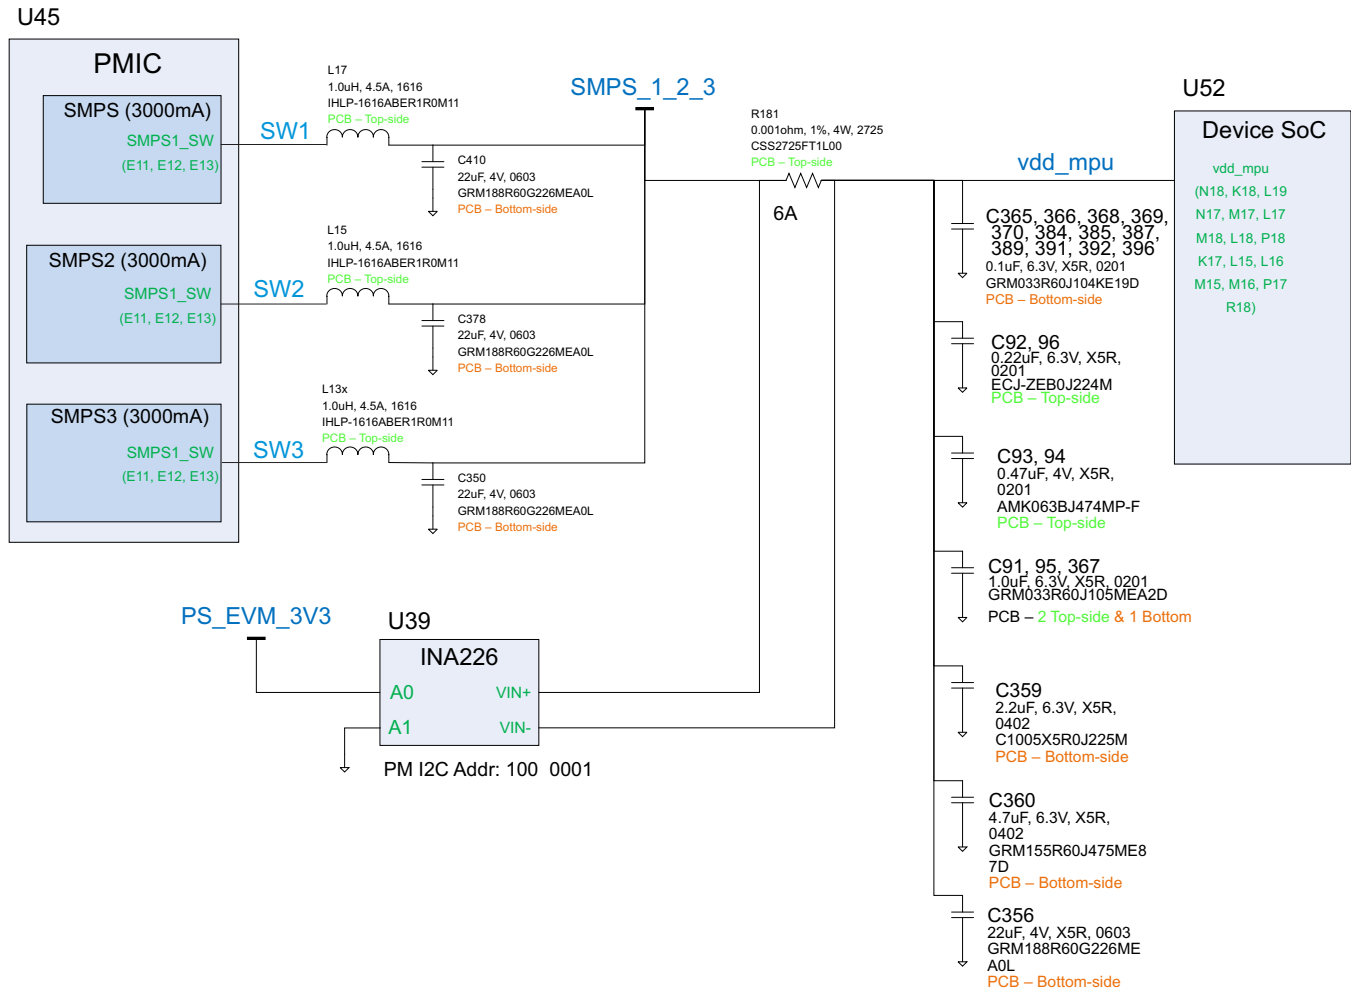 U45
PMIC
SMPS (3000mA)
SMPS1_SW
(E11, E12, E13)
SW1
L17
1.0uH, 4.5A, 1616
IHLP-1616ABER1R0M11
PCB – Top-side
C410
22uF, 4V, 0603
GRM188R60G226MEA0L
PCB – Bottom-side
SMPS2 (3000mA)
SMPS1_SW
(E11, E12, E13)
SW2
L15
1.0uH, 4.5A, 1616
IHLP-1616ABER1R0M11
PCB – Top-side
C378
22uF, 4V, 0603
GRM188R60G226MEA0L
PCB – Bottom-side
SMPS3 (3000mA)
SMPS1_SW
(E11, E12, E13)
SW3
L13x
1.0uH, 4.5A, 1616
IHLP-1616ABER1R0M11
PCB – Top-side
C350
22uF, 4V, 0603
GRM188R60G226MEA0L
PCB – Bottom-side
SMPS_1_2_3
R181
0.001ohm, 1%, 4W, 2725
CSS2725FT1L00
PCB – Top-side
6A
vdd_mpu
U52
Device SoC
vdd_mpu
(N18, K18, L19
N17, M17, L17
M18, L18, P18
K17, L15, L16
M15, M16, P17
R18)
C365, 366, 368, 369,
370, 384, 385, 387,
389, 391, 392, 396
0.1uF, 6.3V, X5R, 0201
GRM033R60J104KE19D
PCB – Bottom-side
C92, 96
0.22uF, 6.3V, X5R,
0201
ECJ-ZEB0J224M
PCB – Top-side
C93, 94
0.47uF, 4V, X5R,
0201
AMK063BJ474MP-F
PCB – Top-side
C91, 95, 367
1.0uF, 6.3V, X5R, 0201
GRM033R60J105MEA2D
PCB – 2 Top-side & 1 Bottom
C359
2.2uF, 6.3V, X5R,
0402
C1005X5R0J225M
PCB – Bottom-side
C360
4.7uF, 6.3V, X5R,
0402
GRM155R60J475ME8
7D
PCB – Bottom-side
C356
22uF, 4V, X5R, 0603
GRM188R60G226ME
A0L
PCB – Bottom-side
PS_EVM_3V3
U39
INA226
A0
VIN+
A1
VIN-
PM I2C Addr: 100 0001